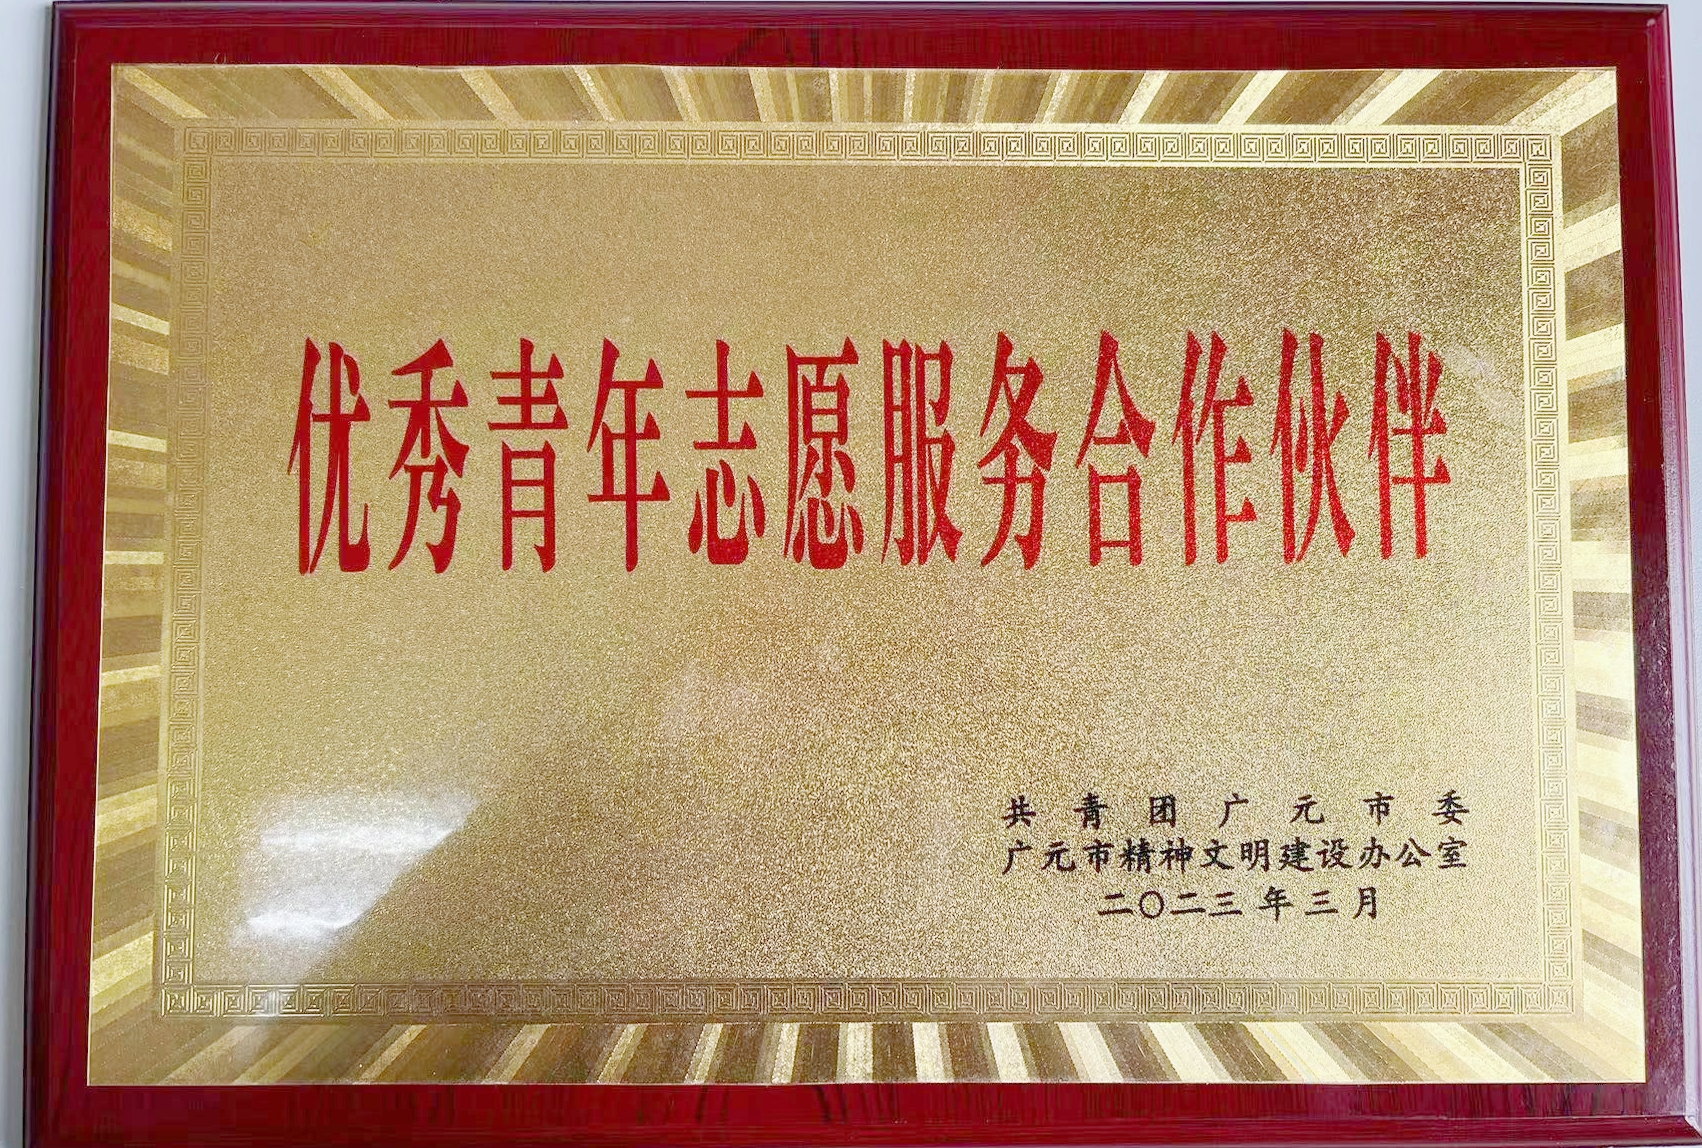 优秀青年志愿服务合作伙伴
共青团广元市委
广元市精神文明建设办公室
二〇二三年三月